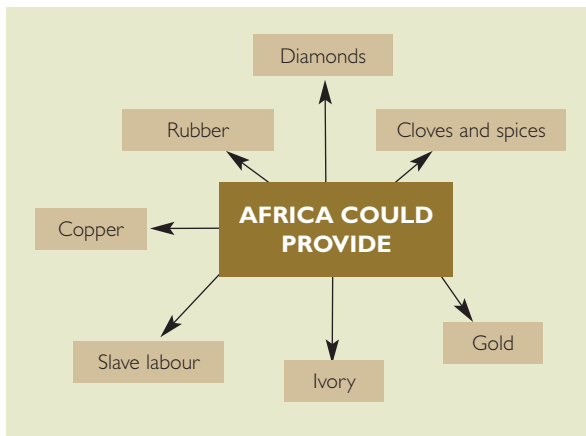 Diamonds
Rubber
Cloves and spices
AFRICA COULD
PROVIDE
Copper
Gold
Slave labour
Ivory